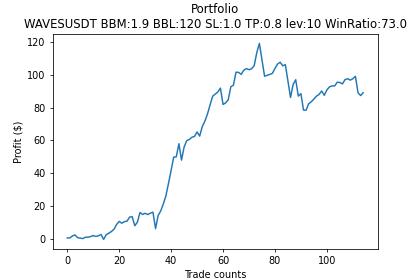 Portfolio
WAVESUSDT BBM:1.9 BBL:120 SL:1.0 TP:0.8 lev:10 WinRatio:73.0
120
100
80
60
40
20
0
Profit ($)
0 20 40 60 80 100
Trade counts